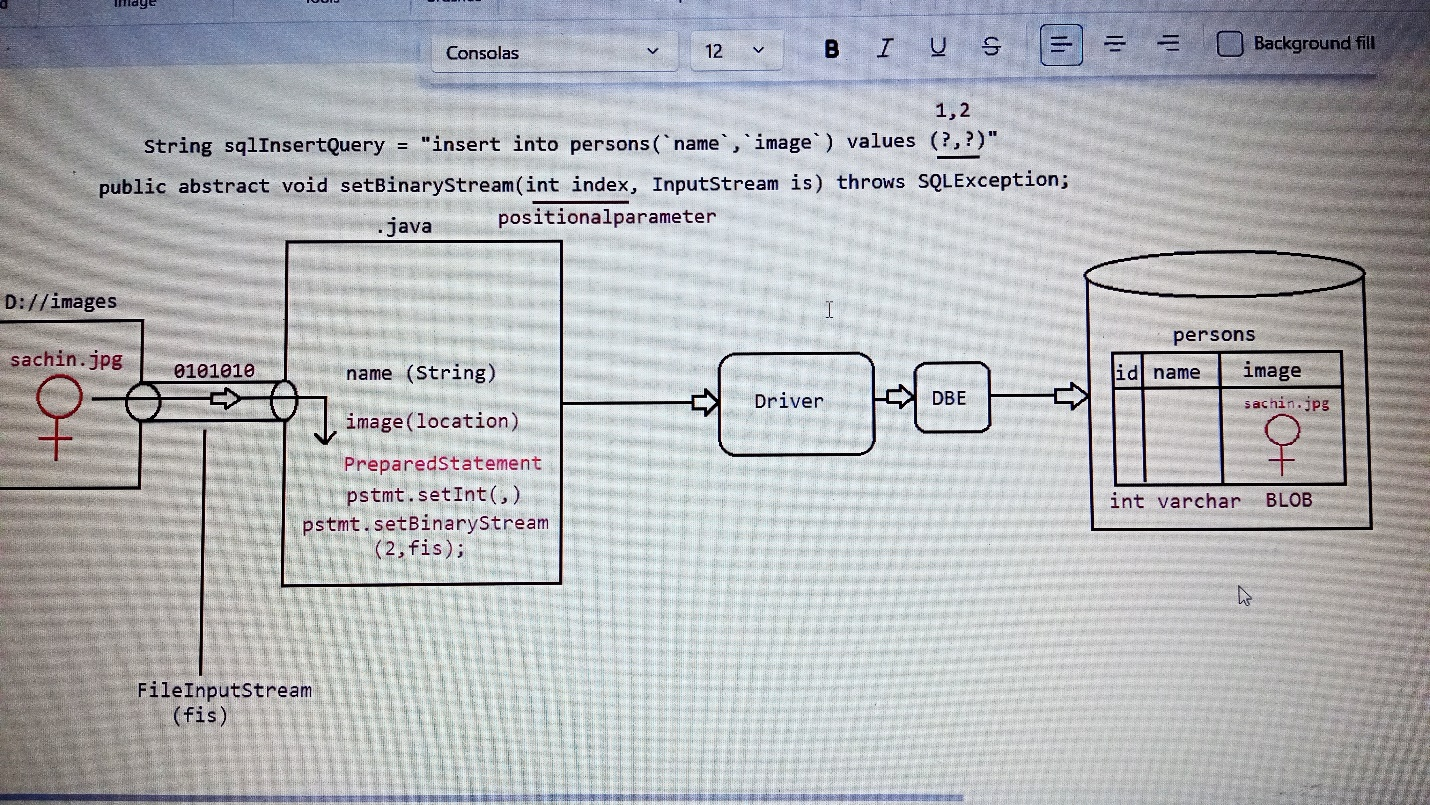 Consolas
12
B I U S
Background fill
1,2
String sqlInsertQuery = "insert into persons(`name`,`image`) values (?,?)"
public abstract void setBinaryStream(int index, InputStream is) throws SQLException;
positionalparameter
.java
D://images
sachin.jpg
0101010
name (String)
image(location)
PreparedStatement
pstmt.setInt(,)
pstmt.setBinaryStream
(2,fis);
FileInputStream
(fis)
Driver
DBE
persons
id name image
sachin.jpg
int varchar BLOB